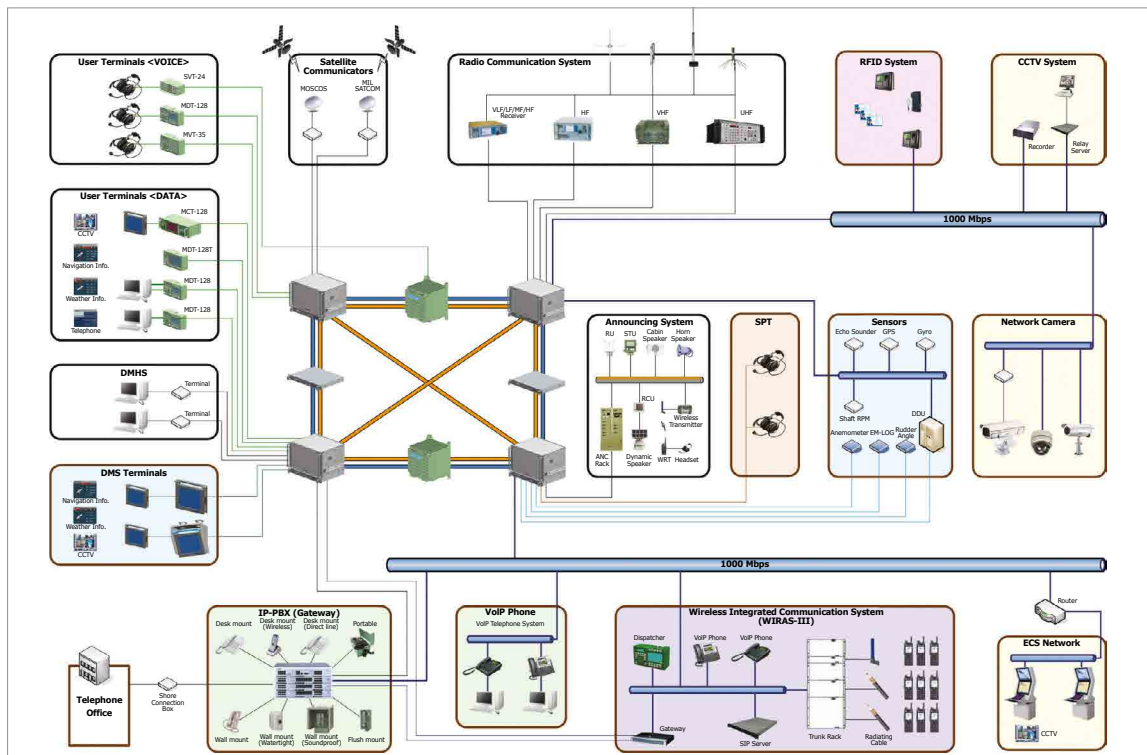 User Terminals <VOICE>
SVT-24
MDT-128
MVT-35
Satellite
Communicators
MOSCOS
MIL
SATCOM
Radio Communication System
VLF/LF/MF/HF
Receiver
HF
VHF
UHF
RFID System
CCTV System
Recorder
Relay
Server
1000 Mbps
User Terminals <DATA>
MCT-128
CCTV
MDT-128T
Navigation Info.
MDT-128
Weather Info.
MDT-128
Telephone
DMHS
Terminal
Terminal
DMS Terminals
Navigation Info.
Weather Info.
CCTV
Announcing System
RU
STU
Cabin
Speaker
Horn
Speaker
RCU
Wireless
Transmitter
ANC
Rack
Dynamic
Speaker
WRT
Headset
SPT
Sensors
Echo Sounder
GPS
Gyro
Shaft RPM
DDU
Anemometer
EM-LOG
Rudder
Angle
Network Camera
1000 Mbps
IP-PBX (Gateway)
Desk mount
Desk mount
(Wireless)
Desk mount
(Direct line)
Portable
Wall mount
Wall mount
(Watertight)
Wall mount
(Soundproof)
Flush mount
Telephone
Office
Shore
Connection
Box
VoIP Phone
VoIP Telephone System
Wireless Integrated Communication System
(WIRAS-III)
Dispatcher
VoIP Phone
VoIP Phone
Gateway
SIP Server
Trunk Rack
Radiating
Cable
Router
ECS Network
CCTV